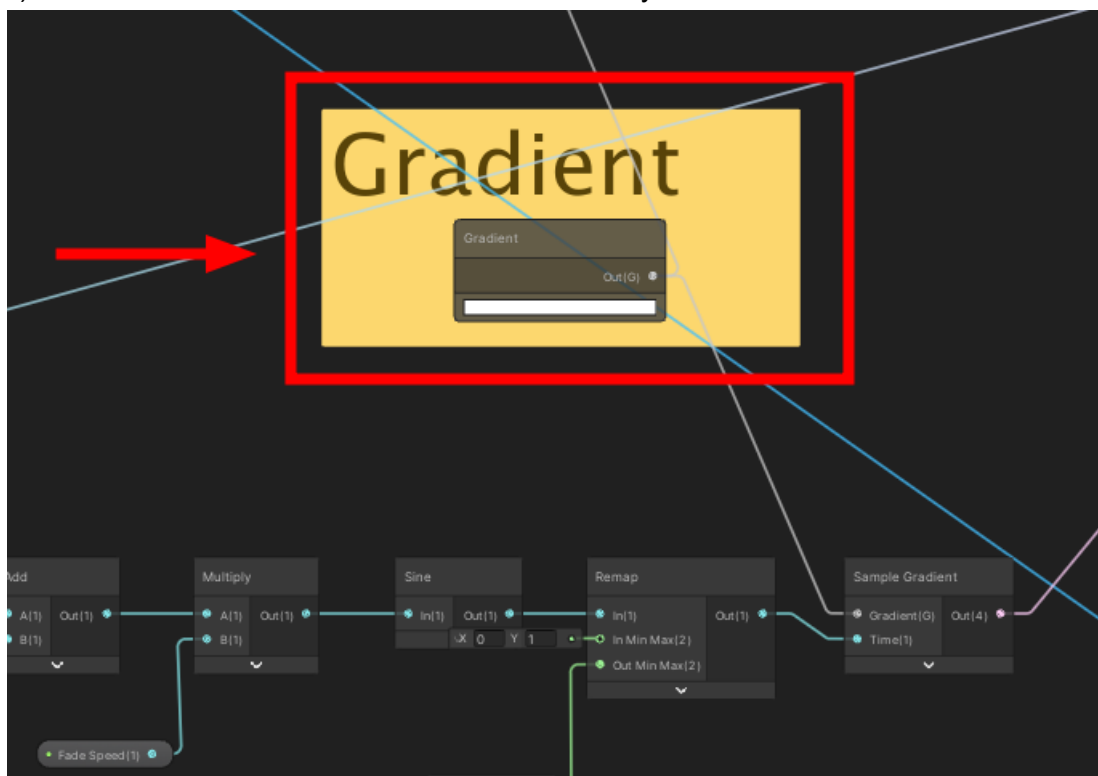 Gradient
Gradient
Out(G)
Add
A(1) Out(1)
B(1)
Multiply
A(1) Out(1)
B(1)
Sine
In(1) Out(1)
X 0 Y 1
Remap
In(1) Out(1)
In Min Max(2)
Out Min Max(2)
Sample Gradient
Gradient(G) Out(4)
Time(1)
Fade Speed(1)